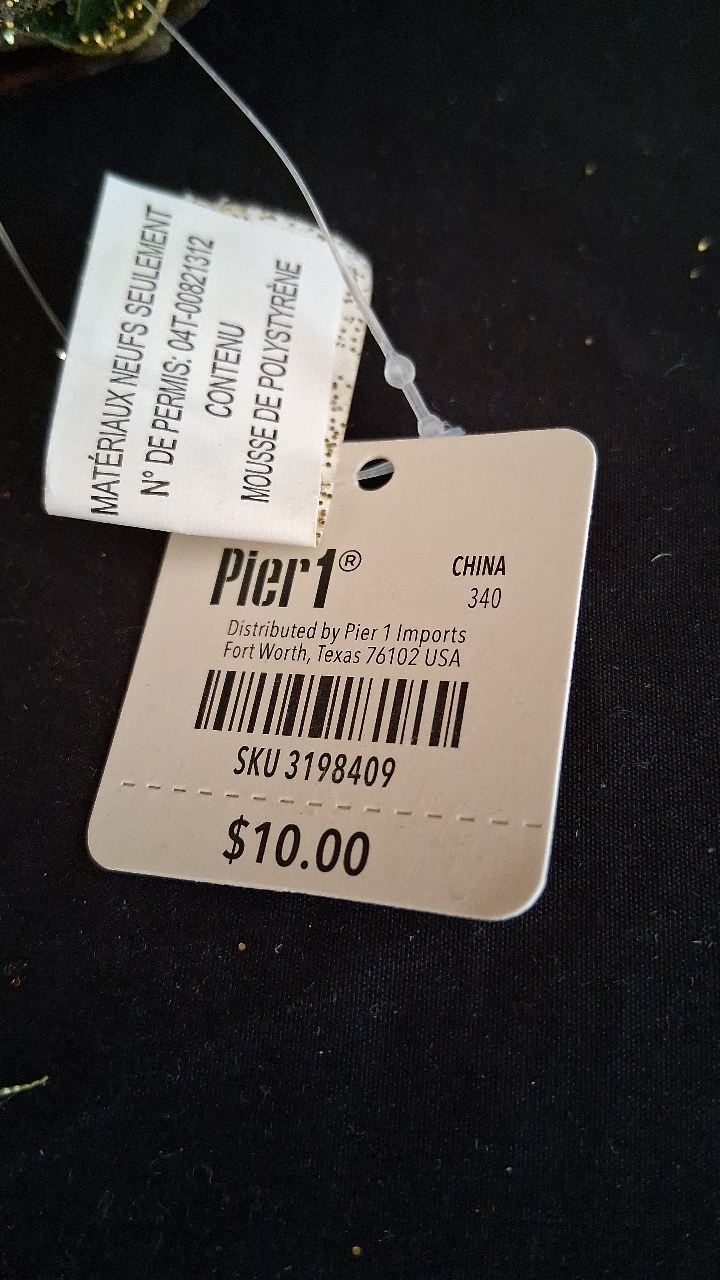 MATÉRIAUX NEUFS SEULEMENT
N° DE PERMIS: 04T-00821312
CONTENU
MOUSSE DE POLYSTYRÈNE
Pier1®
CHINA
340
Distributed by Pier 1 Imports
Fort Worth, Texas 76102 USA
SKU 3198409
$10.00